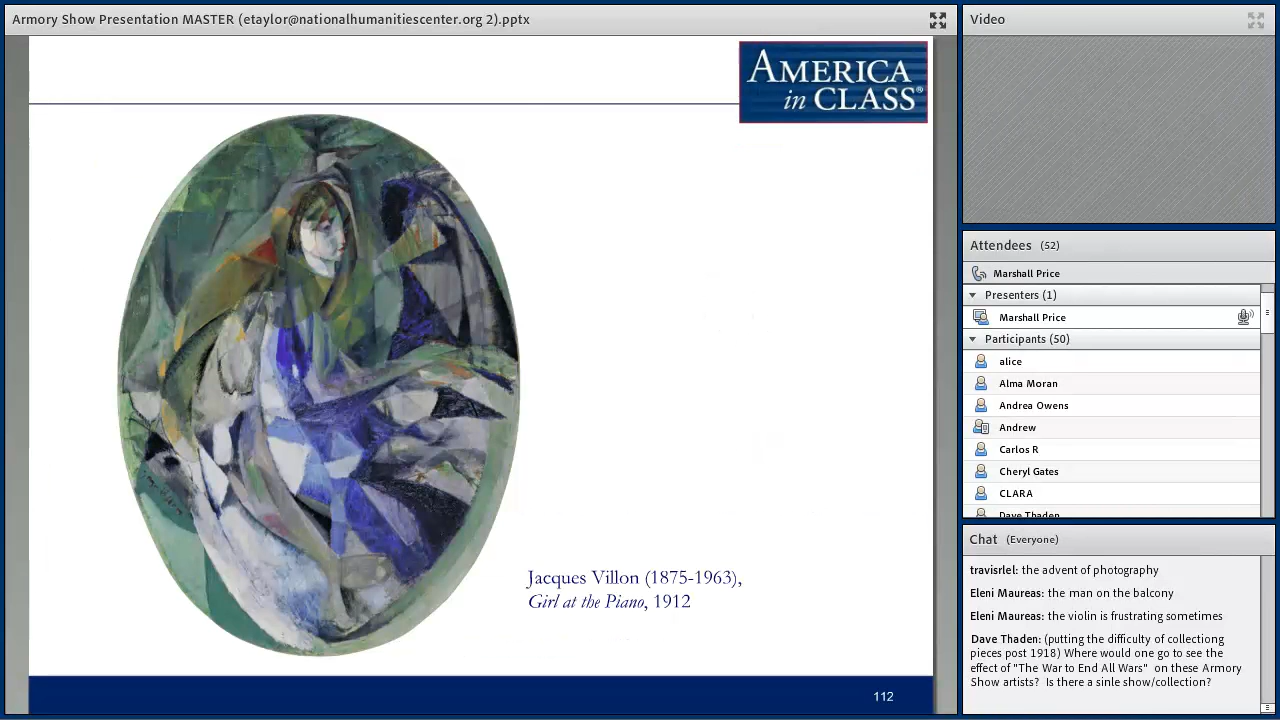 Armory Show Presentation MASTER (etaylor@nationalhumanitiescenter.org 2).pptx
AMERICA
in CLASS®
Jacques Villon (1875-1963),
Girl at the Piano, 1912
112
Video
Attendees (52)
Marshall Price
Presenters (1)
Marshall Price
Participants (50)
alice
Alma Moran
Andrea Owens
Andrew
Carlos R
Cheryl Gates
CLARA
Dave Thaden
Chat (Everyone)
travisrlel: the advent of photography
Eleni Maureas: the man on the balcony
Eleni Maureas: the violin is frustrating sometimes
Dave Thaden: (putting the difficulty of collectiong
pieces post 1918) Where would one go to see the
effect of "The War to End All Wars" on these Armory
Show artists? Is there a sinle show/collection?